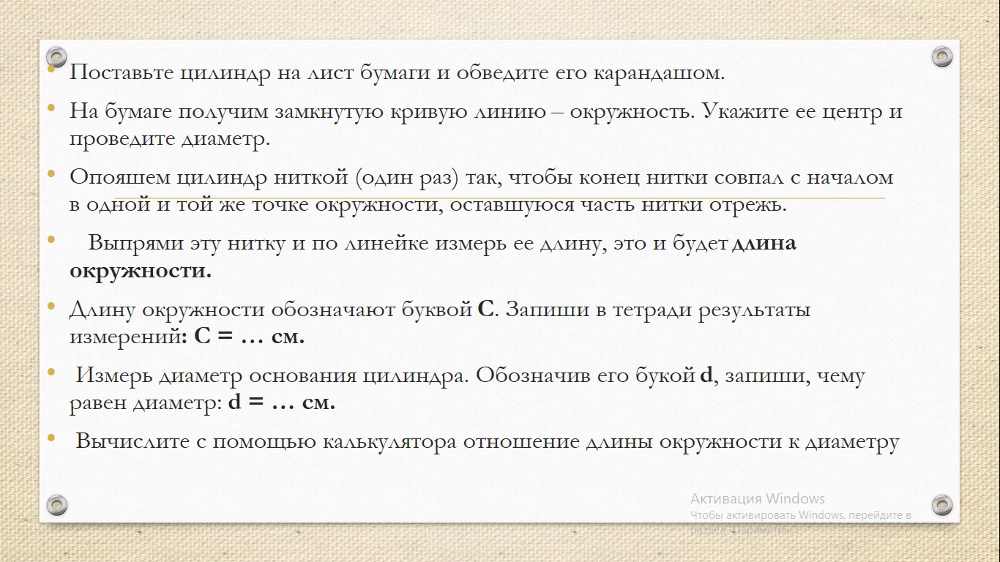 Поставьте цилиндр на лист бумаги и обведите его карандашом.
На бумаге получим замкнутую кривую линию – окружность. Укажите ее центр и
проведите диаметр.
Опояшем цилиндр ниткой (один раз) так, чтобы конец нитки совпал с началом
в одной и той же точке окружности, оставшуюся часть нитки отрежь.
Выпрями эту нитку и по линейке измерь ее длину, это и будет длина
окружности.
Длину окружности обозначают буквой С. Запиши в тетради результаты
измерений: С = … см.
Измерь диаметр основания цилиндра. Обозначив его букой d, запиши, чему
равен диаметр: d = … см.
Вычислите с помощью калькулятора отношение длины окружности к диаметру
Активация Windows
Чтобы активировать Windows, перейдите в
раздел "Параметры".